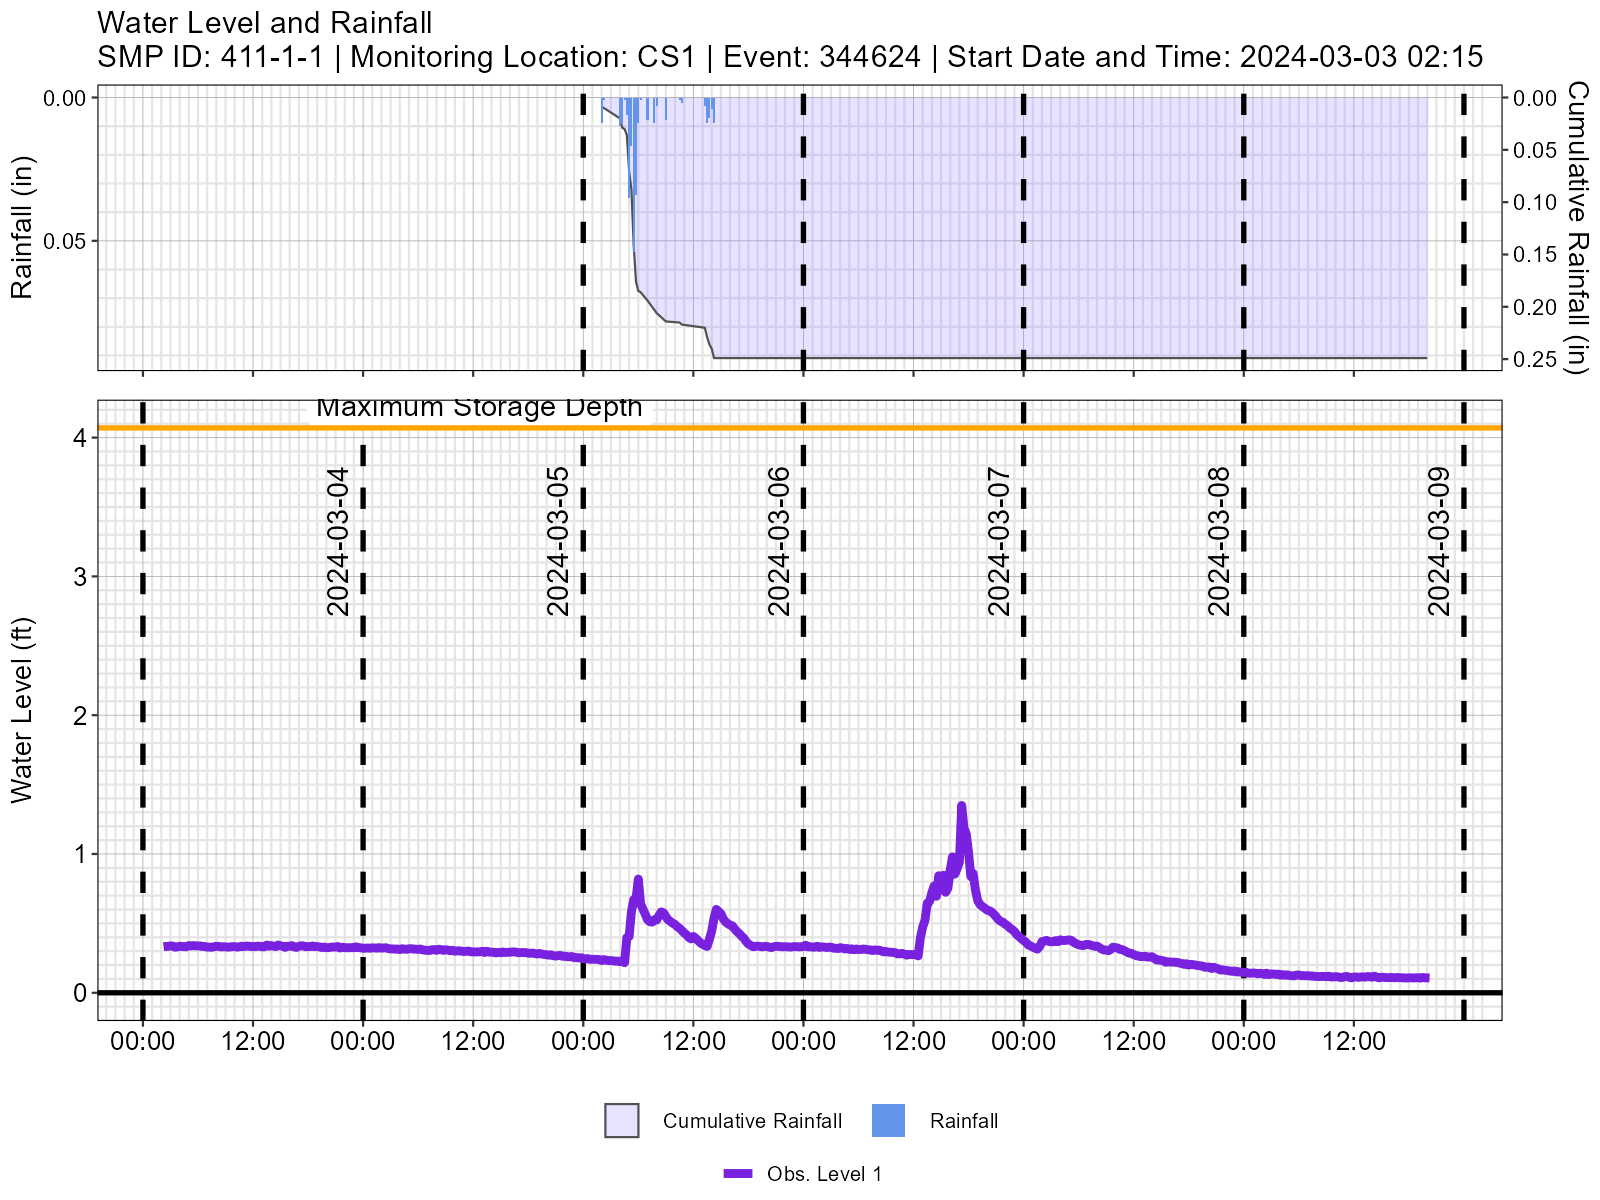 Water Level and Rainfall
SMP ID: 411-1-1 | Monitoring Location: CS1 | Event: 344624 | Start Date and Time: 2024-03-03 02:15
Rainfall (in)
0.00
0.05
0.00
0.05
0.10
0.15
0.20
0.25
Cumulative Rainfall (in)
Maximum Storage Depth
Water Level (ft)
4
3
2
1
0
2024-03-04
2024-03-05
2024-03-06
2024-03-07
2024-03-08
2024-03-09
00:00 12:00 00:00 12:00 00:00 12:00 00:00 12:00 00:00 12:00 00:00 12:00
Cumulative Rainfall Rainfall
Obs. Level 1